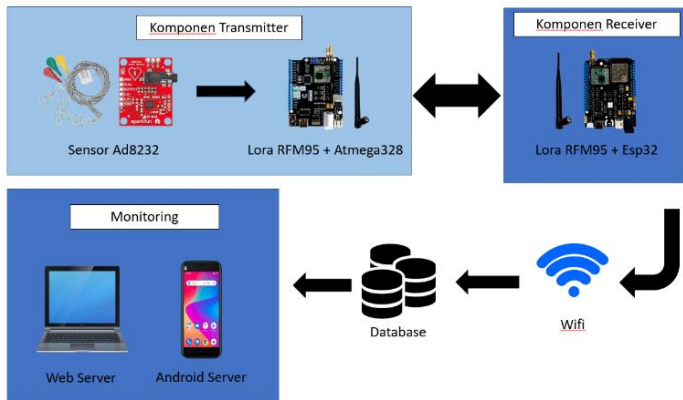 Komponen Transmitter
Komponen Receiver
sparkfun
Sensor Ad8232
Lora RFM95 + Atmega328
Lora RFM95 + Esp32
Monitoring
Database
Wifi
Web Server
Android Server